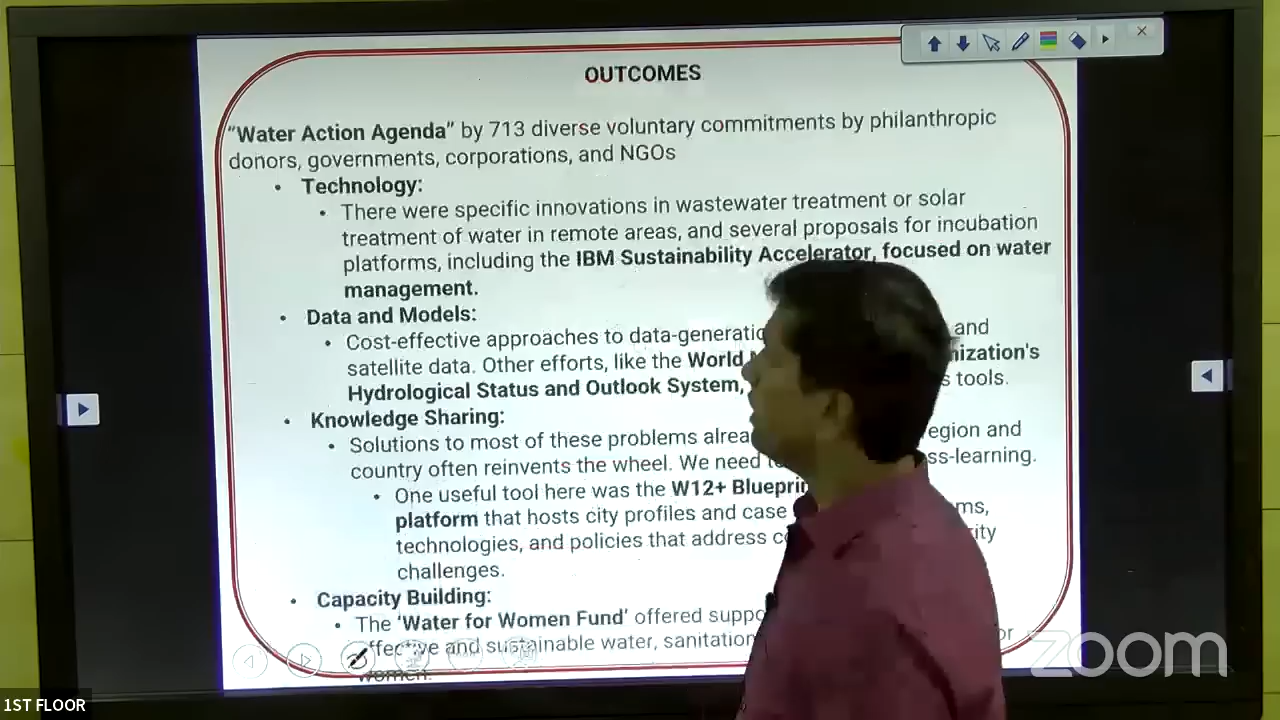 OUTCOMES
“Water Action Agenda” by 713 diverse voluntary commitments by philanthropic
donors, governments, corporations, and NGOs
• Technology:
• There were specific innovations in wastewater treatment or solar
treatment of water in remote areas, and several proposals for incubation
platforms, including the IBM Sustainability Accelerator, focused on water
management.
• Data and Models:
• Cost-effective approaches to data-generatio and
satellite data. Other efforts, like the World nization's
Hydrological Status and Outlook System, s tools.
• Knowledge Sharing:
• Solutions to most of these problems alrea egion and
country often reinvents the wheel. We need ss-learning.
• One useful tool here was the W12+ Blueprin
platform that hosts city profiles and case ms,
technologies, and policies that address city
challenges.
• Capacity Building:
• The ‘Water for Women Fund’ offered suppo
effective and sustainable water, sanitation or
women.
zoom
1ST FLOOR